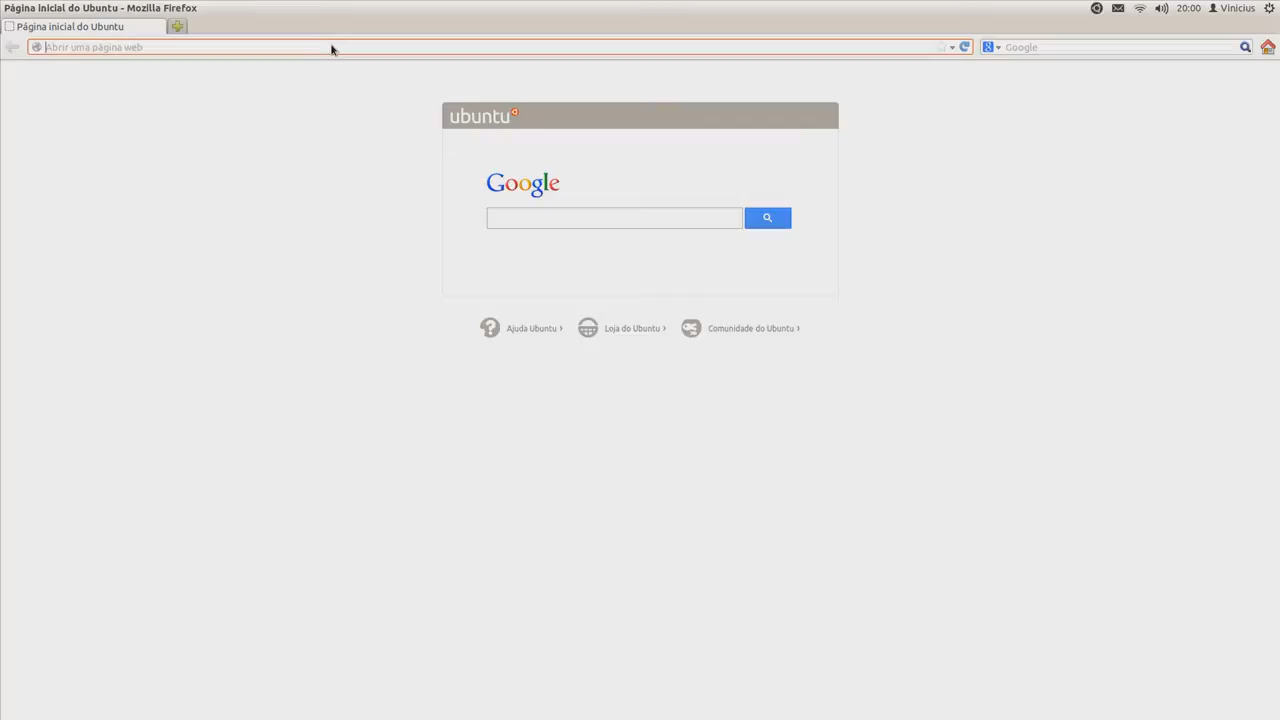 Página inicial do Ubuntu - Mozilla Firefox
20:00
Vinicius
Página inicial do Ubuntu
Abrir uma página web
Google
ubuntu
Google
Ajuda Ubuntu ›
Loja do Ubuntu ›
Comunidade do Ubuntu ›